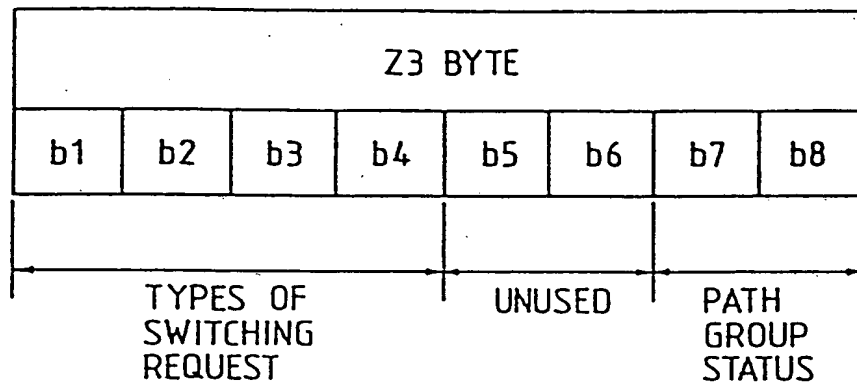 Z3 BYTE
b1 b2 b3 b4 b5 b6 b7 b8
TYPES OF
SWITCHING
REQUEST
UNUSED
PATH
GROUP
STATUS